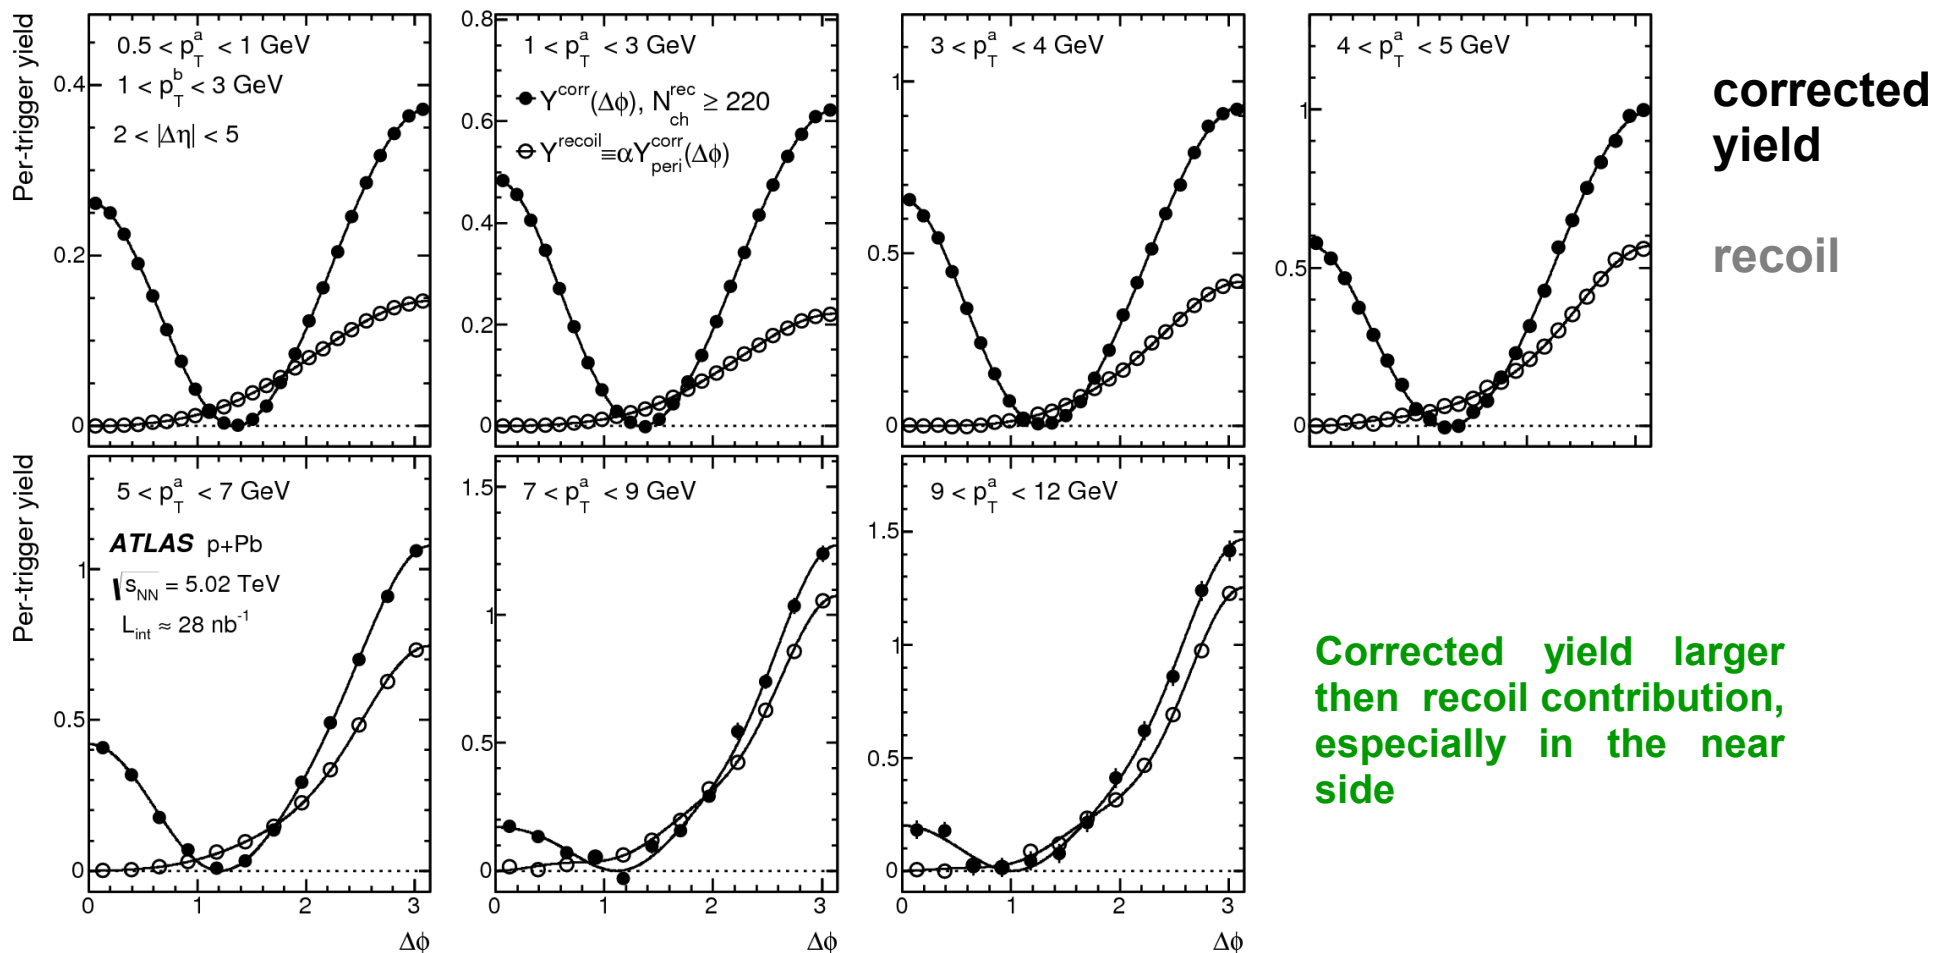 Per-trigger yield
0.5 < p_T^a < 1 GeV
1 < p_T^b < 3 GeV
2 < |Δη| < 5
0.4
0.2
0
0.8
1 < p_T^a < 3 GeV
Y^corr(Δϕ), N_ch^rec ≥ 220
Y^recoil≡αY_peri^corr(Δϕ)
0.6
0.4
0.2
0
3 < p_T^a < 4 GeV
1
0.5
0
4 < p_T^a < 5 GeV
1
0.5
0
corrected
yield
recoil
Per-trigger yield
5 < p_T^a < 7 GeV
ATLAS p+Pb
√s_NN = 5.02 TeV
L_int ≈ 28 nb^-1
1
0.5
0
0 1 2 3
Δϕ
7 < p_T^a < 9 GeV
1.5
1
0.5
0
0 1 2 3
Δϕ
9 < p_T^a < 12 GeV
1.5
1
0.5
0
0 1 2 3
Δϕ
Corrected yield larger
then recoil contribution,
especially in the near
side